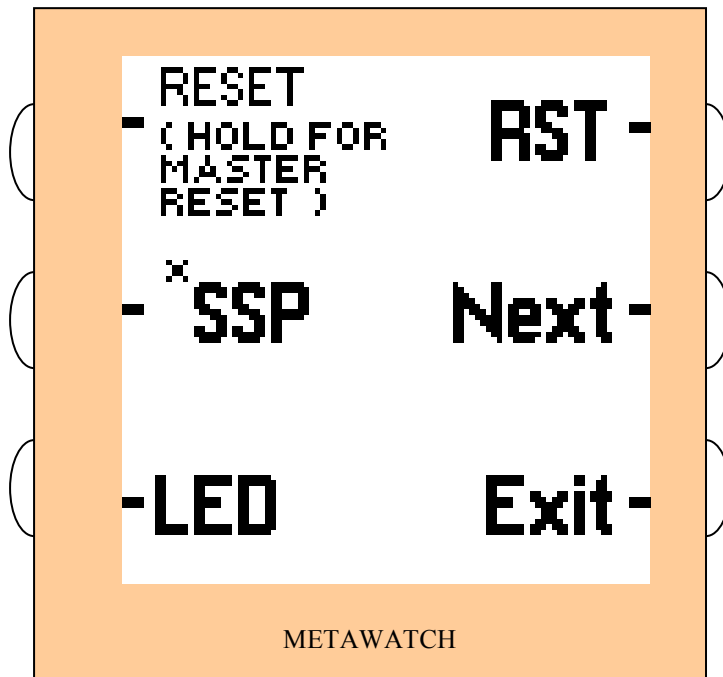 RESET
( HOLD FOR
MASTER
RESET )
RST
×
SSP
Next
LED
Exit
METAWATCH